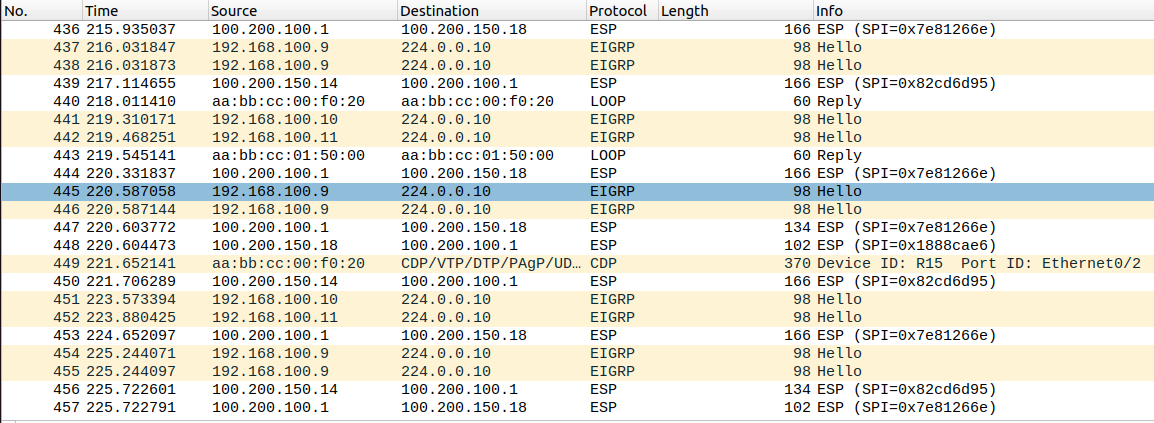 No. Time Source Destination Protocol Length Info
436 215.935037 100.200.100.1 100.200.150.18 ESP 166 ESP (SPI=0x7e81266e)
437 216.031847 192.168.100.9 224.0.0.10 EIGRP 98 Hello
438 216.031873 192.168.100.9 224.0.0.10 EIGRP 98 Hello
439 217.114655 100.200.150.14 100.200.100.1 ESP 166 ESP (SPI=0x82cd6d95)
440 218.011410 aa:bb:cc:00:f0:20 aa:bb:cc:00:f0:20 LOOP 60 Reply
441 219.310171 192.168.100.10 224.0.0.10 EIGRP 98 Hello
442 219.468251 192.168.100.11 224.0.0.10 EIGRP 98 Hello
443 219.545141 aa:bb:cc:01:50:00 aa:bb:cc:01:50:00 LOOP 60 Reply
444 220.331837 100.200.100.1 100.200.150.18 ESP 166 ESP (SPI=0x7e81266e)
445 220.587058 192.168.100.9 224.0.0.10 EIGRP 98 Hello
446 220.587144 192.168.100.9 224.0.0.10 EIGRP 98 Hello
447 220.603772 100.200.100.1 100.200.150.18 ESP 134 ESP (SPI=0x7e81266e)
448 220.604473 100.200.150.18 100.200.100.1 ESP 102 ESP (SPI=0x1888cae6)
449 221.652141 aa:bb:cc:00:f0:20 CDP/VTP/DTP/PAgP/UD… CDP 370 Device ID: R15 Port ID: Ethernet0/2
450 221.706289 100.200.150.14 100.200.100.1 ESP 166 ESP (SPI=0x82cd6d95)
451 223.573394 192.168.100.10 224.0.0.10 EIGRP 98 Hello
452 223.880425 192.168.100.11 224.0.0.10 EIGRP 98 Hello
453 224.652097 100.200.100.1 100.200.150.18 ESP 166 ESP (SPI=0x7e81266e)
454 225.244071 192.168.100.9 224.0.0.10 EIGRP 98 Hello
455 225.244097 192.168.100.9 224.0.0.10 EIGRP 98 Hello
456 225.722601 100.200.150.14 100.200.100.1 ESP 134 ESP (SPI=0x82cd6d95)
457 225.722791 100.200.100.1 100.200.150.18 ESP 102 ESP (SPI=0x7e81266e)